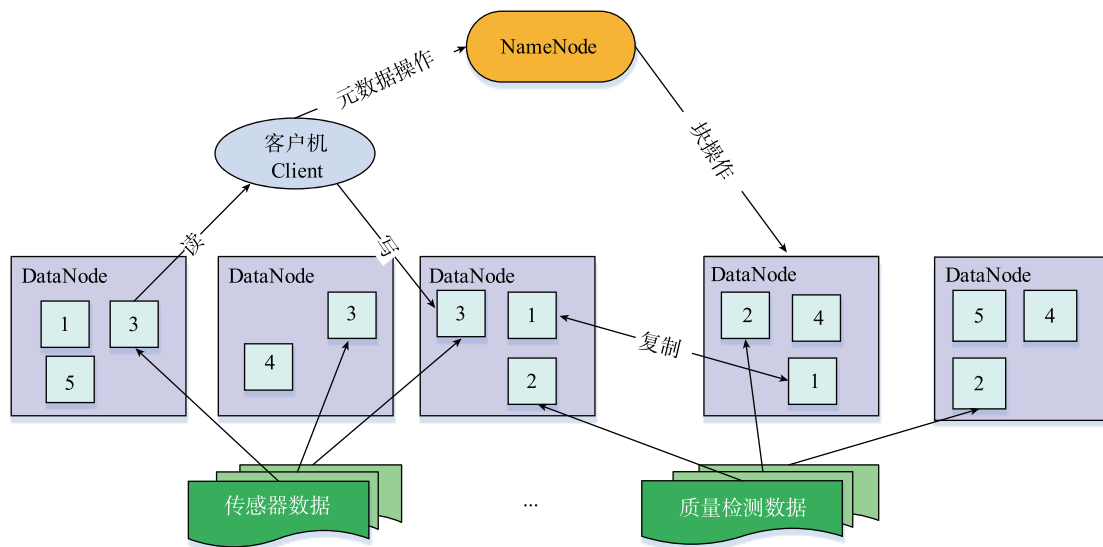 NameNode
元数据操作
客户机
Client
块操作
读
写
DataNode
1
3
5
DataNode
3
4
DataNode
3
1
2
复制
DataNode
2
4
1
DataNode
5
4
2
传感器数据
...
质量检测数据